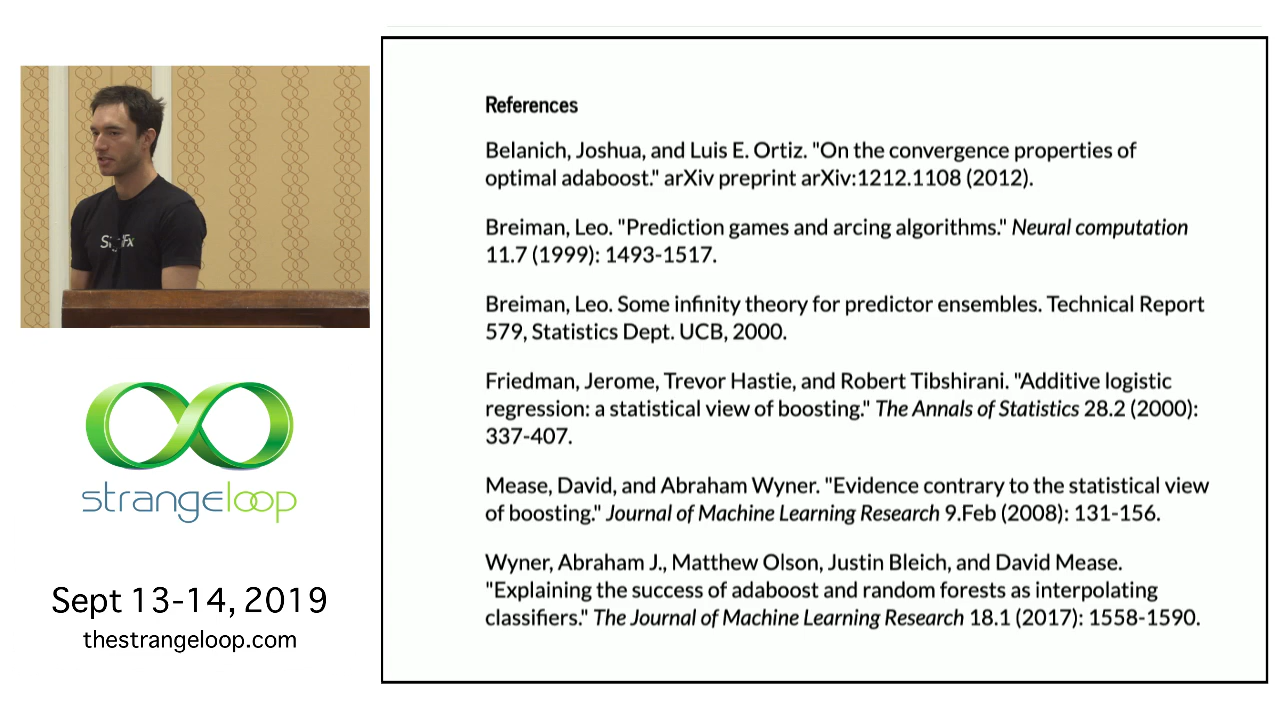 References
Belanich, Joshua, and Luis E. Ortiz. "On the convergence properties of
optimal adaboost." arXiv preprint arXiv:1212.1108 (2012).
Breiman, Leo. "Prediction games and arcing algorithms." Neural computation
11.7 (1999): 1493-1517.
Breiman, Leo. Some infinity theory for predictor ensembles. Technical Report
579, Statistics Dept. UCB, 2000.
Friedman, Jerome, Trevor Hastie, and Robert Tibshirani. "Additive logistic
regression: a statistical view of boosting." The Annals of Statistics 28.2 (2000):
337-407.
Mease, David, and Abraham Wyner. "Evidence contrary to the statistical view
of boosting." Journal of Machine Learning Research 9.Feb (2008): 131-156.
Wyner, Abraham J., Matthew Olson, Justin Bleich, and David Mease.
"Explaining the success of adaboost and random forests as interpolating
classifiers." The Journal of Machine Learning Research 18.1 (2017): 1558-1590.
strangeloop
Sept 13-14, 2019
thestrangeloop.com